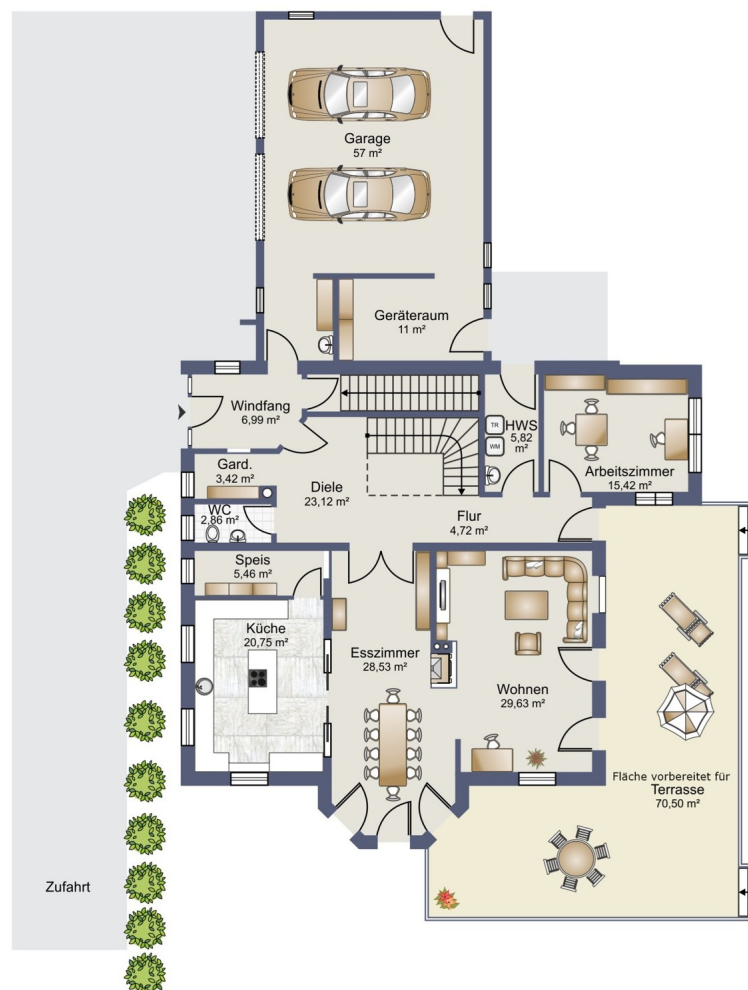 Garage
57 m²
Geräteraum
11 m²
Windfang
6,99 m²
TR
WM
HWS
5,82
m²
Arbeitszimmer
15,42 m²
Gard.
3,42 m²
Diele
23,12 m²
WC
2,86 m²
Flur
4,72 m²
Speis
5,46 m²
Küche
20,75 m²
Esszimmer
28,53 m²
Wohnen
29,63 m²
Fläche vorbereitet für
Terrasse
70,50 m²
Zufahrt